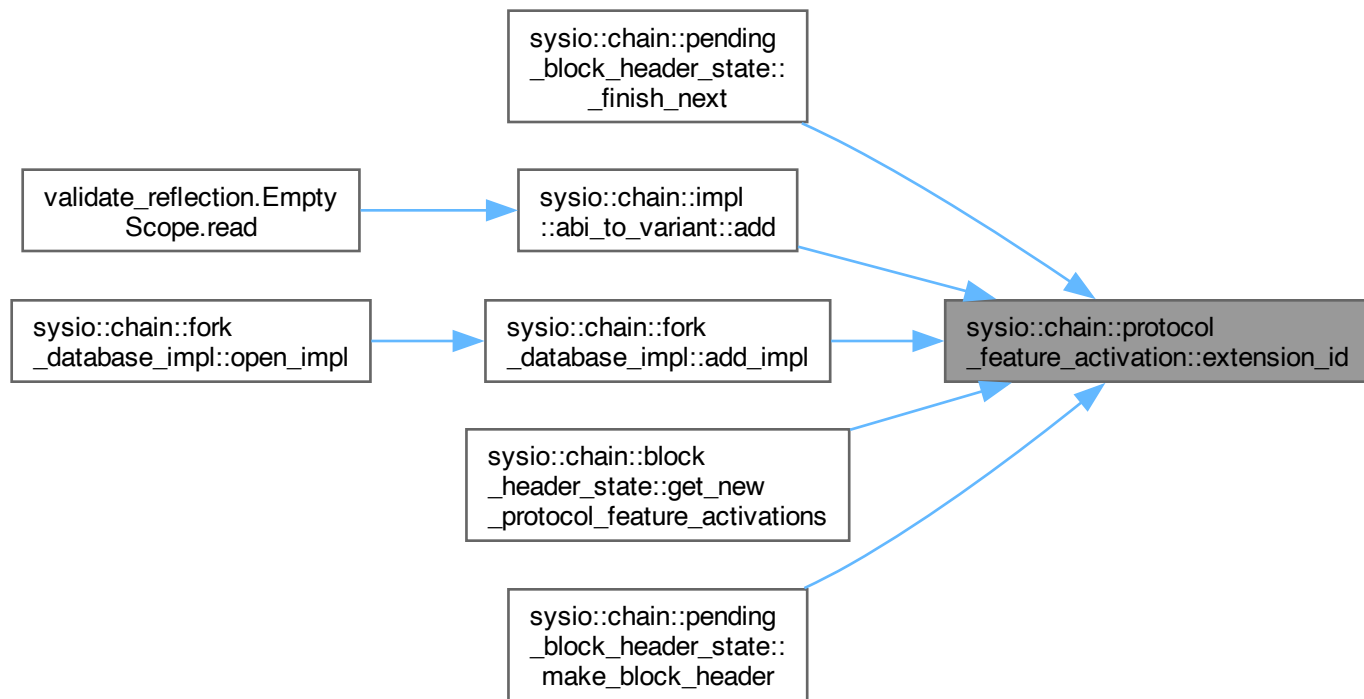 sysio::chain::pending
_block_header_state::
_finish_next
validate_reflection.Empty
Scope.read
sysio::chain::impl
::abi_to_variant::add
sysio::chain::fork
_database_impl::open_impl
sysio::chain::fork
_database_impl::add_impl
sysio::chain::protocol
_feature_activation::extension_id
sysio::chain::block
_header_state::get_new
_protocol_feature_activations
sysio::chain::pending
_block_header_state::
make_block_header